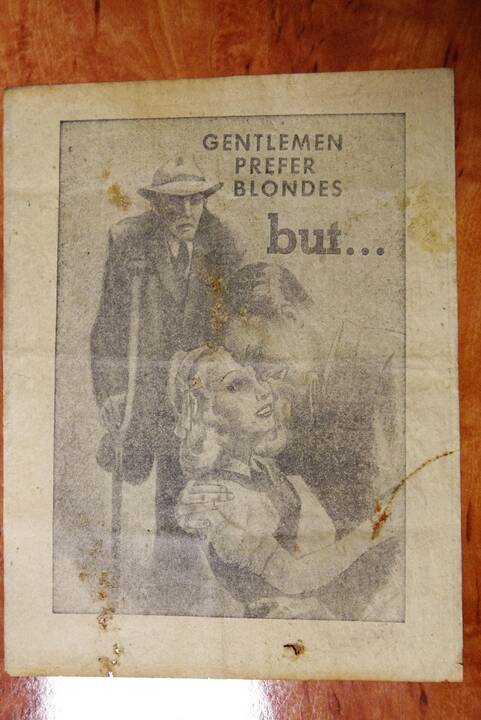 GENTLEMEN
PREFER
BLONDES
but...